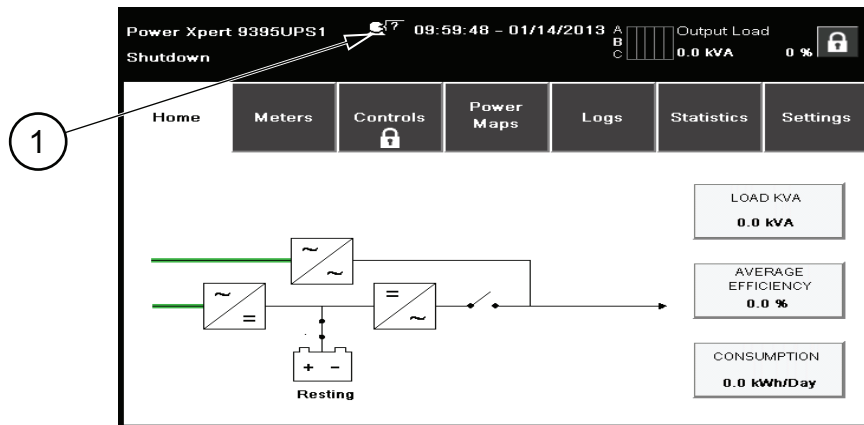 Power Xpert 9395UPS1
Shutdown
?
09:59:48 - 01/14/2013
A
B
C
Output Load
0.0 kVA
0 %
1
Home
Meters
Controls
Power
Maps
Logs
Statistics
Settings
LOAD KVA
0.0 kVA
~
~
AVERAGE
EFFICIENCY
0.0 %
~
=
=
~
+ -
Resting
CONSUMPTION
0.0 kWh/Day